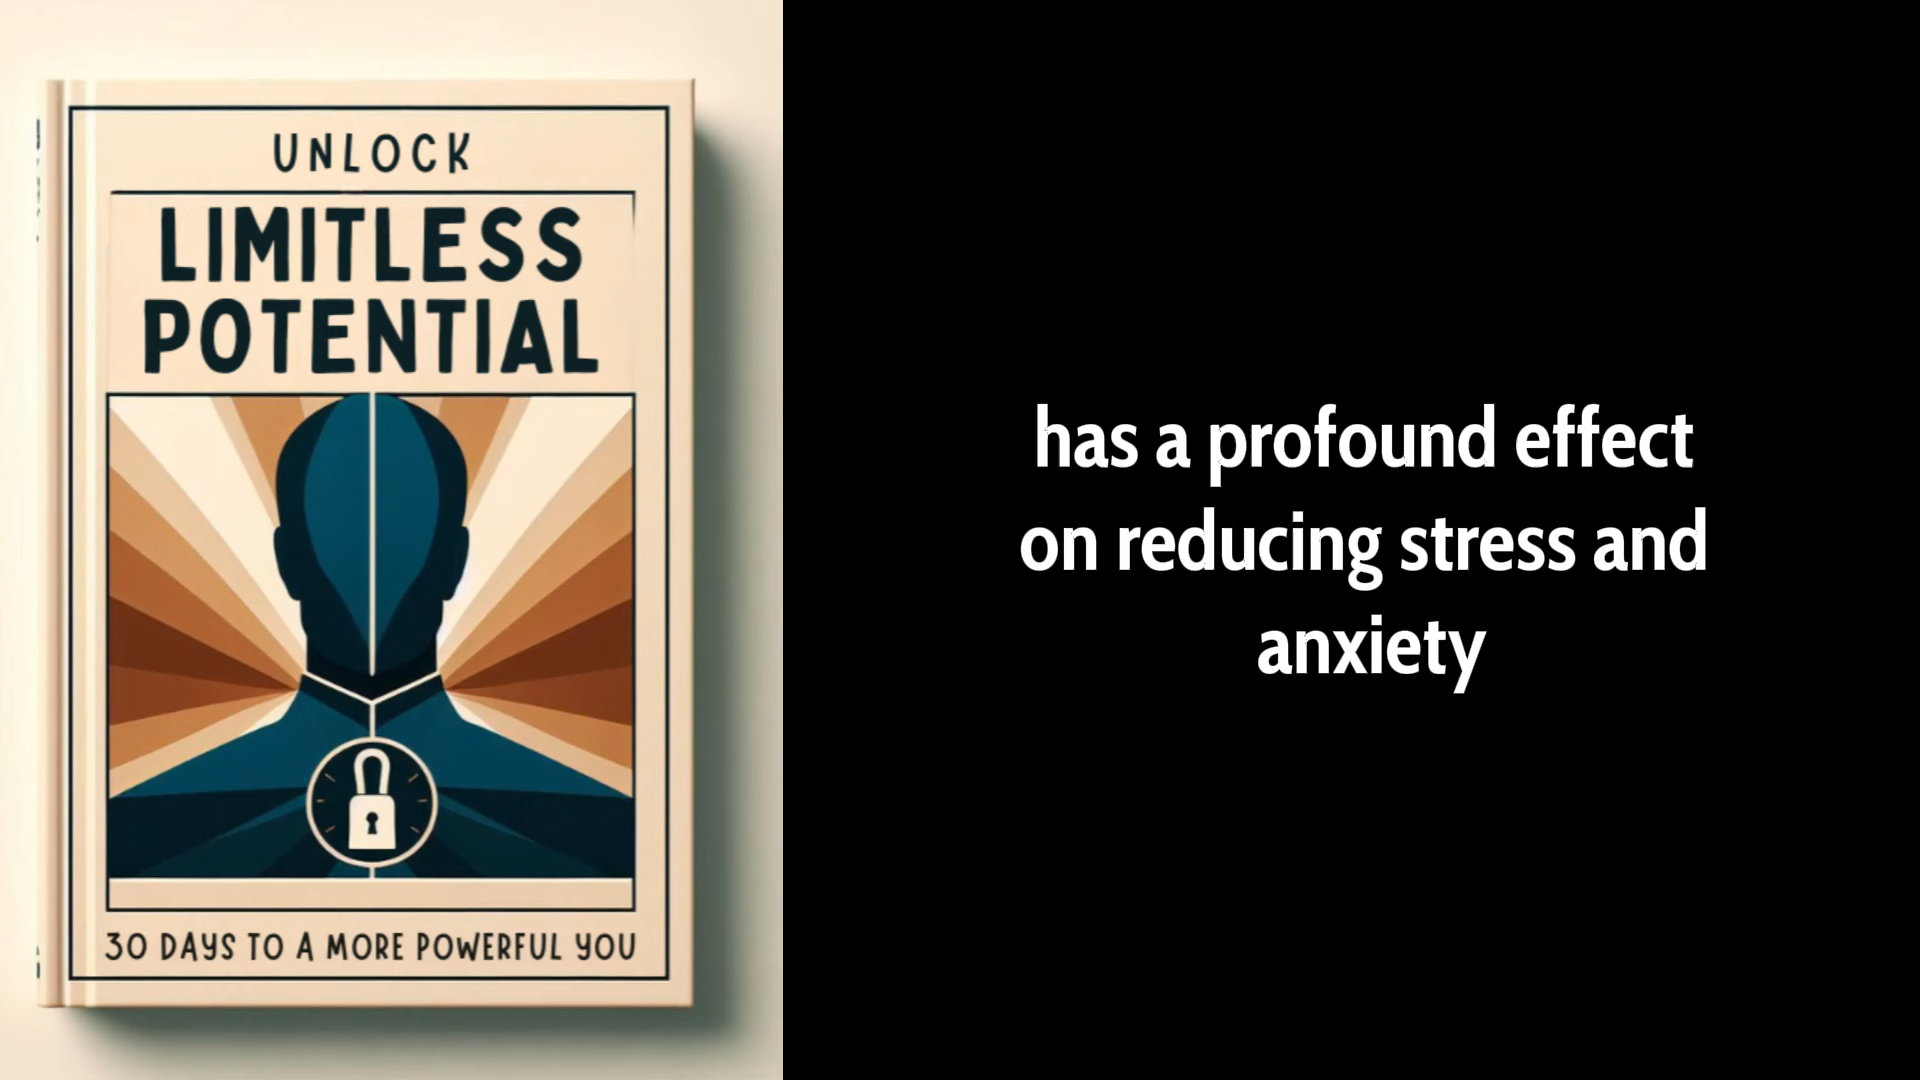 UNLOCK
LIMITLESS
POTENTIAL
30 DAYS TO A MORE POWERFUL YOU
has a profound effect
on reducing stress and
anxiety